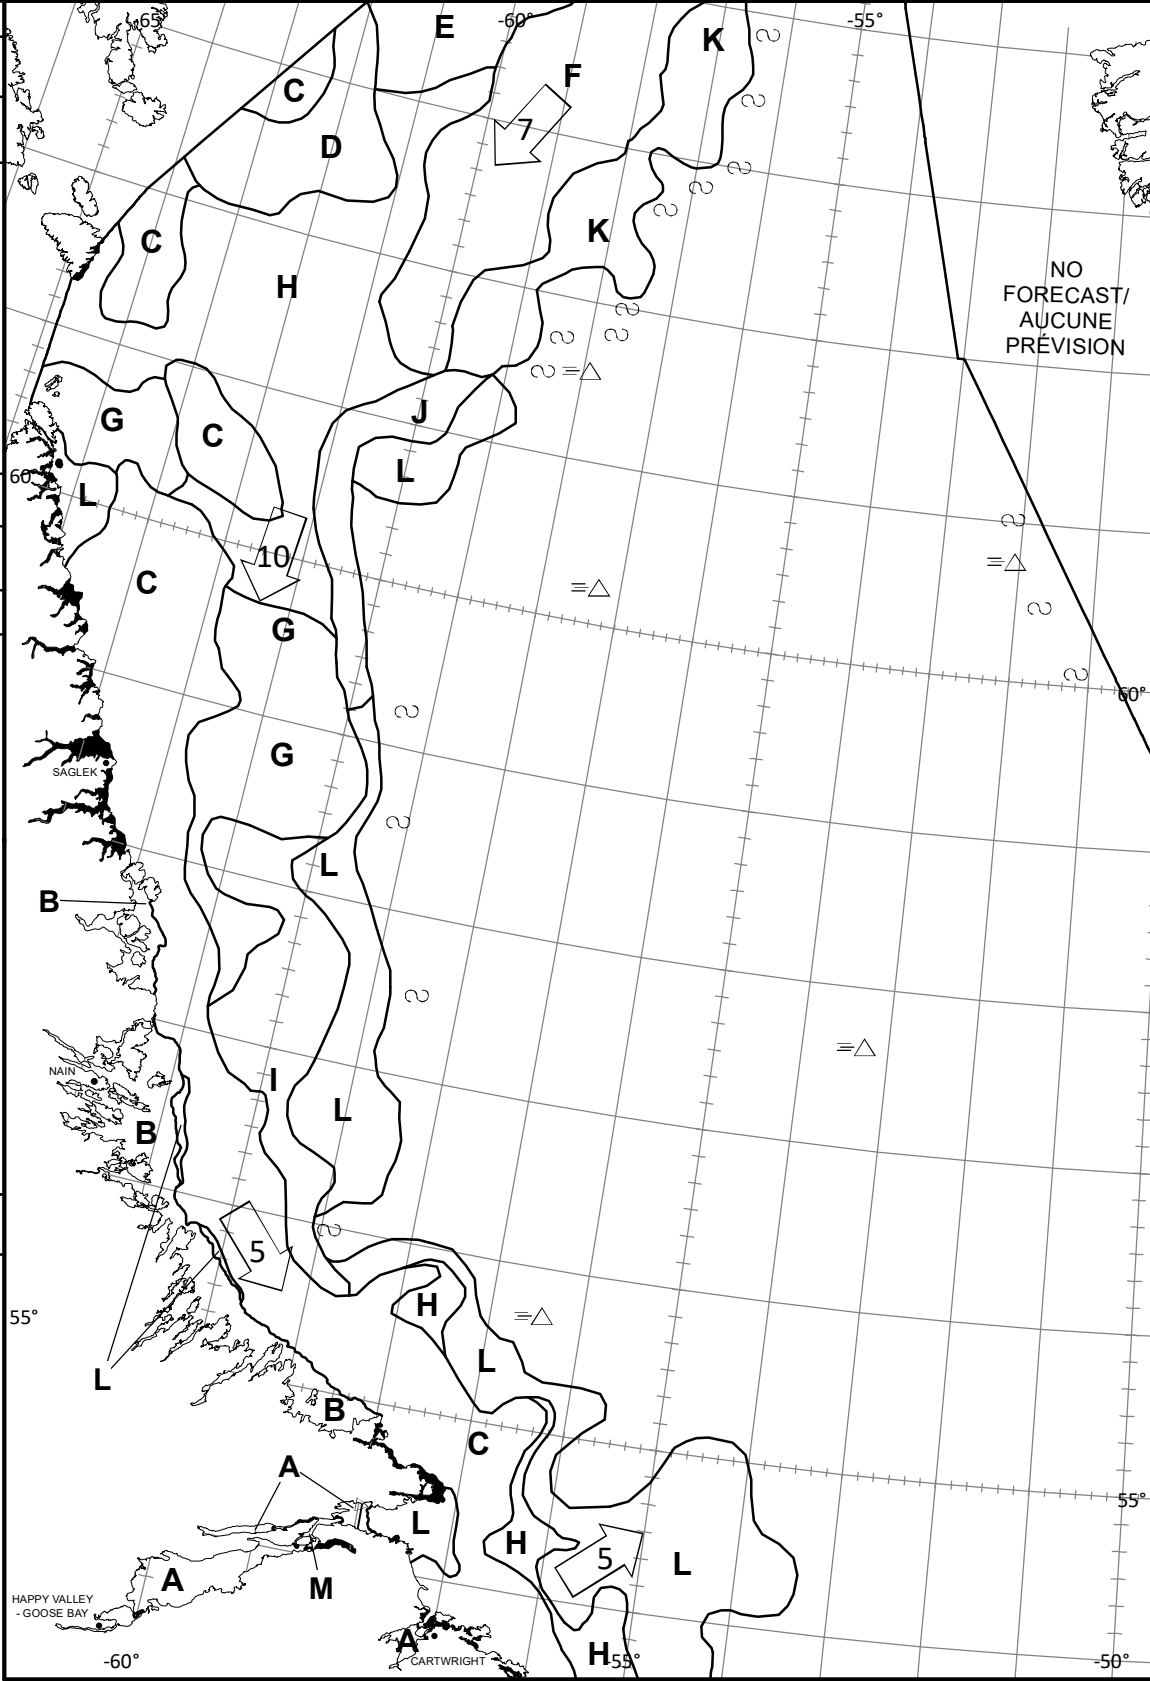 65°
E
-60°
-55°
K
F
C
7
D
K
C
H
NO
FORECAST/
AUCUNE
PRÉVISION
J
G
C
L
60°
L
10
C
G
60°
G
SAGLEK
L
B
NAIN
I
L
B
5
H
55°
L
L
B
C
A
55°
L
H
5
L
A
M
HAPPY VALLEY
- GOOSE BAY
A
H
CARTWRIGHT
-60°
-55°
-50°